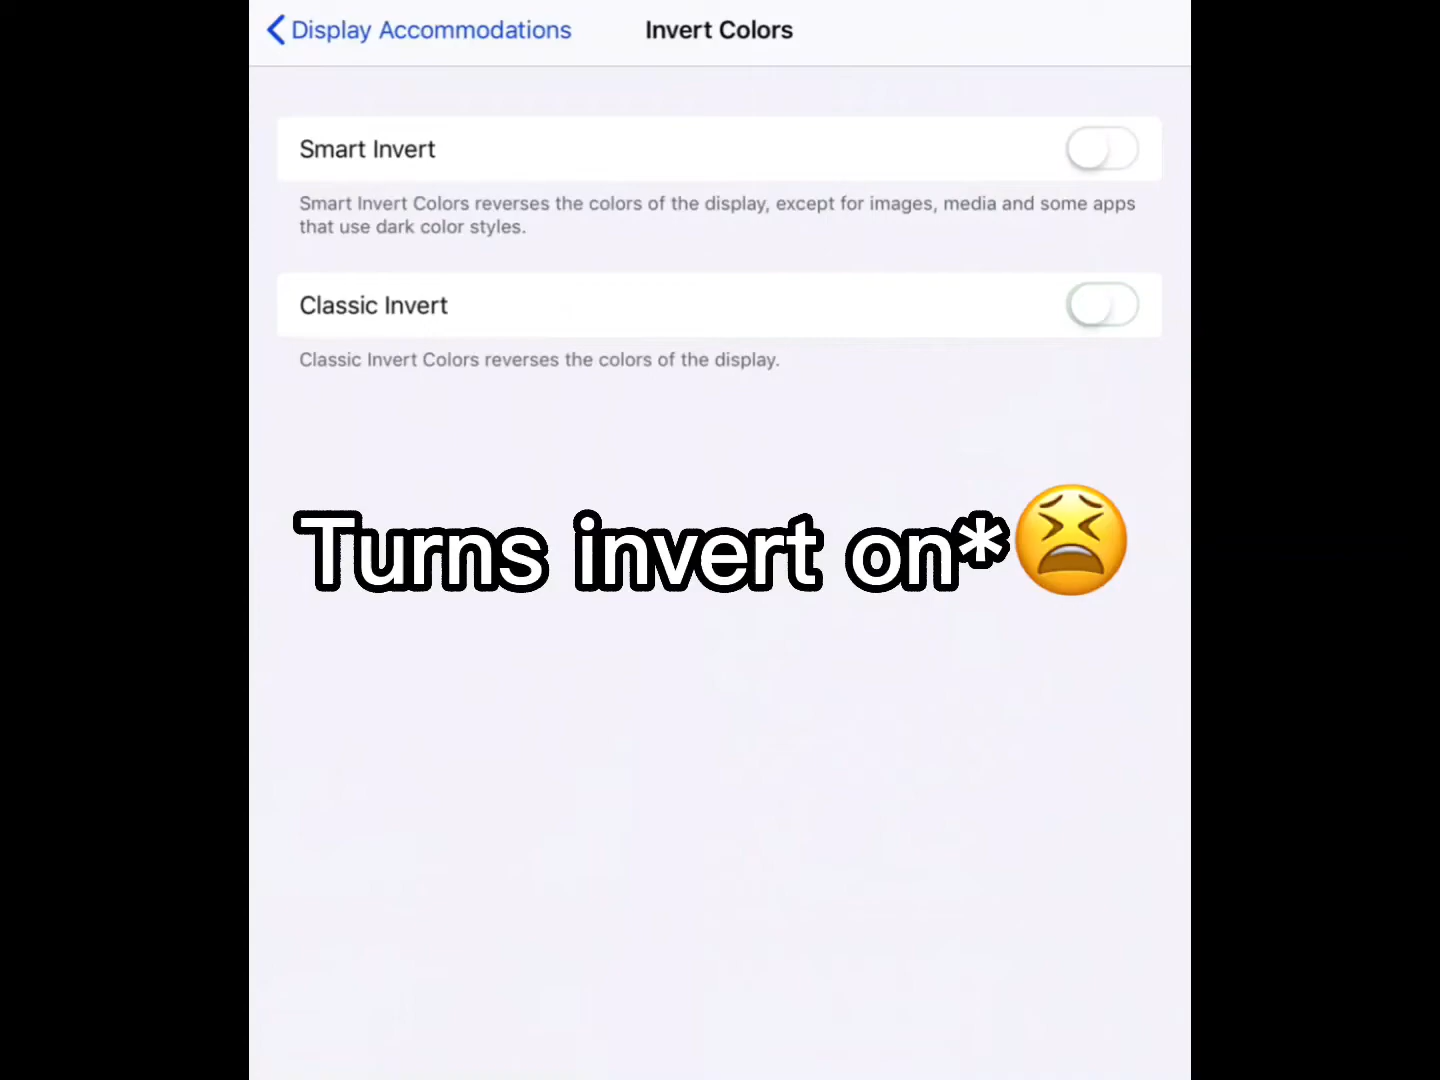 Display Accommodations
Invert Colors
Smart Invert
Smart Invert Colors reverses the colors of the display, except for images, media and some apps
that use dark color styles.
Classic Invert
Classic Invert Colors reverses the colors of the display.
Turns invert on*😫